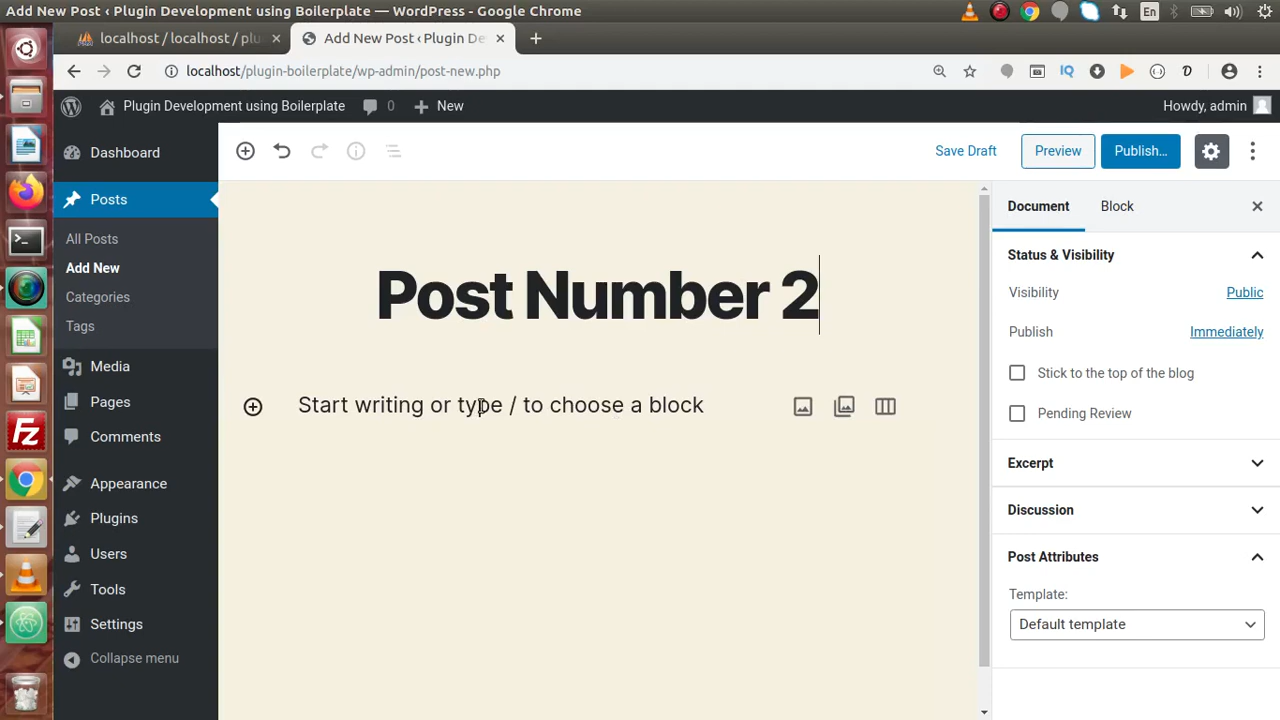 Add New Post ‹ Plugin Development using Boilerplate — WordPress - Google Chrome
En
localhost / localhost / plu
Add New Post ‹ Plugin De
localhost/plugin-boilerplate/wp-admin/post-new.php
IQ
Plugin Development using Boilerplate
0
New
Howdy, admin
Dashboard
Posts
All Posts
Add New
Categories
Tags
Media
Pages
Comments
Appearance
Plugins
Users
Tools
Settings
Collapse menu
Save Draft
Preview
Publish…
Post Number 2
Start writing or type / to choose a block
Document
Block
Status & Visibility
Visibility
Public
Publish
Immediately
Stick to the top of the blog
Pending Review
Excerpt
Discussion
Post Attributes
Template:
Default template